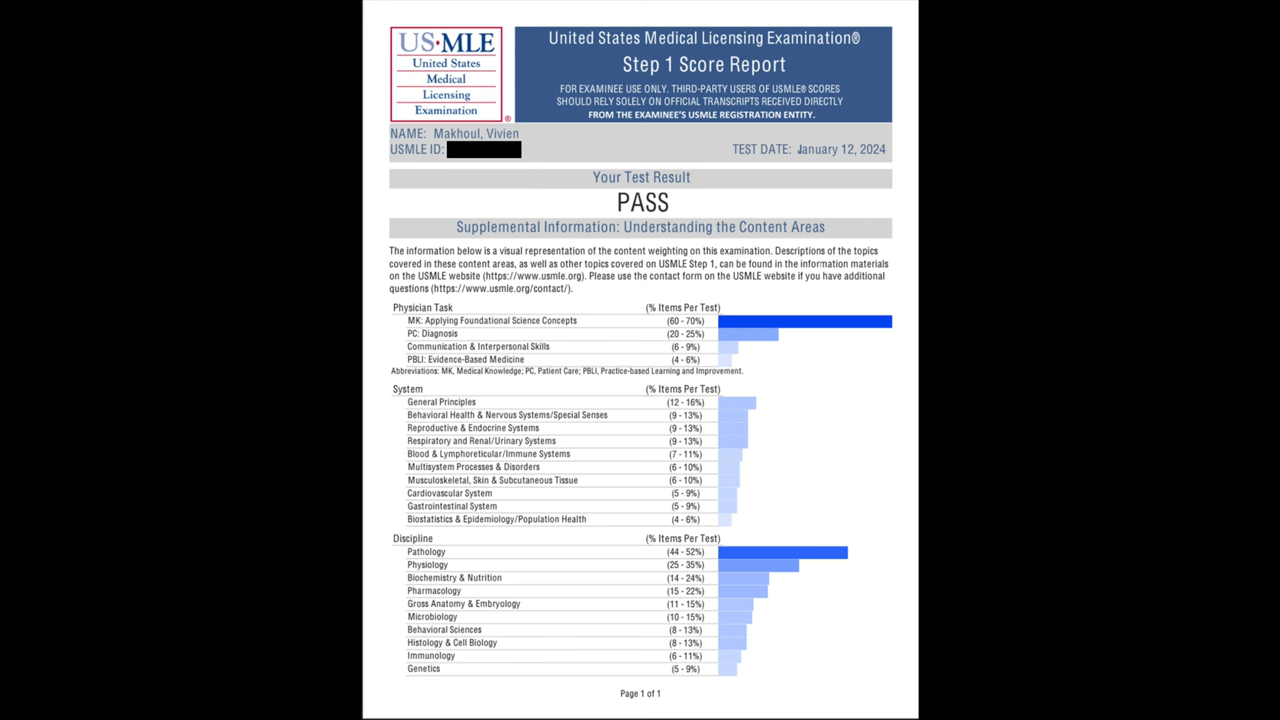 US•MLE
United States
Medical
Licensing
Examination
®
United States Medical Licensing Examination®
Step 1 Score Report
FOR EXAMINEE USE ONLY. THIRD-PARTY USERS OF USMLE® SCORES
SHOULD RELY SOLELY ON OFFICIAL TRANSCRIPTS RECEIVED DIRECTLY
FROM THE EXAMINEE'S USMLE REGISTRATION ENTITY.
NAME: Makhoul, Vivien
USMLE ID:
TEST DATE: January 12, 2024
Your Test Result
PASS
Supplemental Information: Understanding the Content Areas
The information below is a visual representation of the content weighting on this examination. Descriptions of the topics
covered in these content areas, as well as other topics covered on USMLE Step 1, can be found in the information materials
on the USMLE website (https://www.usmle.org). Please use the contact form on the USMLE website if you have additional
questions (https://www.usmle.org/contact/).
Physician Task (% Items Per Test)
MK: Applying Foundational Science Concepts (60 - 70%)
PC: Diagnosis (20 - 25%)
Communication & Interpersonal Skills (6 - 9%)
PBLI: Evidence-Based Medicine (4 - 6%)
Abbreviations: MK, Medical Knowledge; PC, Patient Care; PBLI, Practice-based Learning and Improvement.
System (% Items Per Test)
General Principles (12 - 16%)
Behavioral Health & Nervous Systems/Special Senses (9 - 13%)
Reproductive & Endocrine Systems (9 - 13%)
Respiratory and Renal/Urinary Systems (9 - 13%)
Blood & Lymphoreticular/Immune Systems (7 - 11%)
Multisystem Processes & Disorders (6 - 10%)
Musculoskeletal, Skin & Subcutaneous Tissue (6 - 10%)
Cardiovascular System (5 - 9%)
Gastrointestinal System (5 - 9%)
Biostatistics & Epidemiology/Population Health (4 - 6%)
Discipline (% Items Per Test)
Pathology (44 - 52%)
Physiology (25 - 35%)
Biochemistry & Nutrition (14 - 24%)
Pharmacology (15 - 22%)
Gross Anatomy & Embryology (11 - 15%)
Microbiology (10 - 15%)
Behavioral Sciences (8 - 13%)
Histology & Cell Biology (8 - 13%)
Immunology (6 - 11%)
Genetics (5 - 9%)
Page 1 of 1